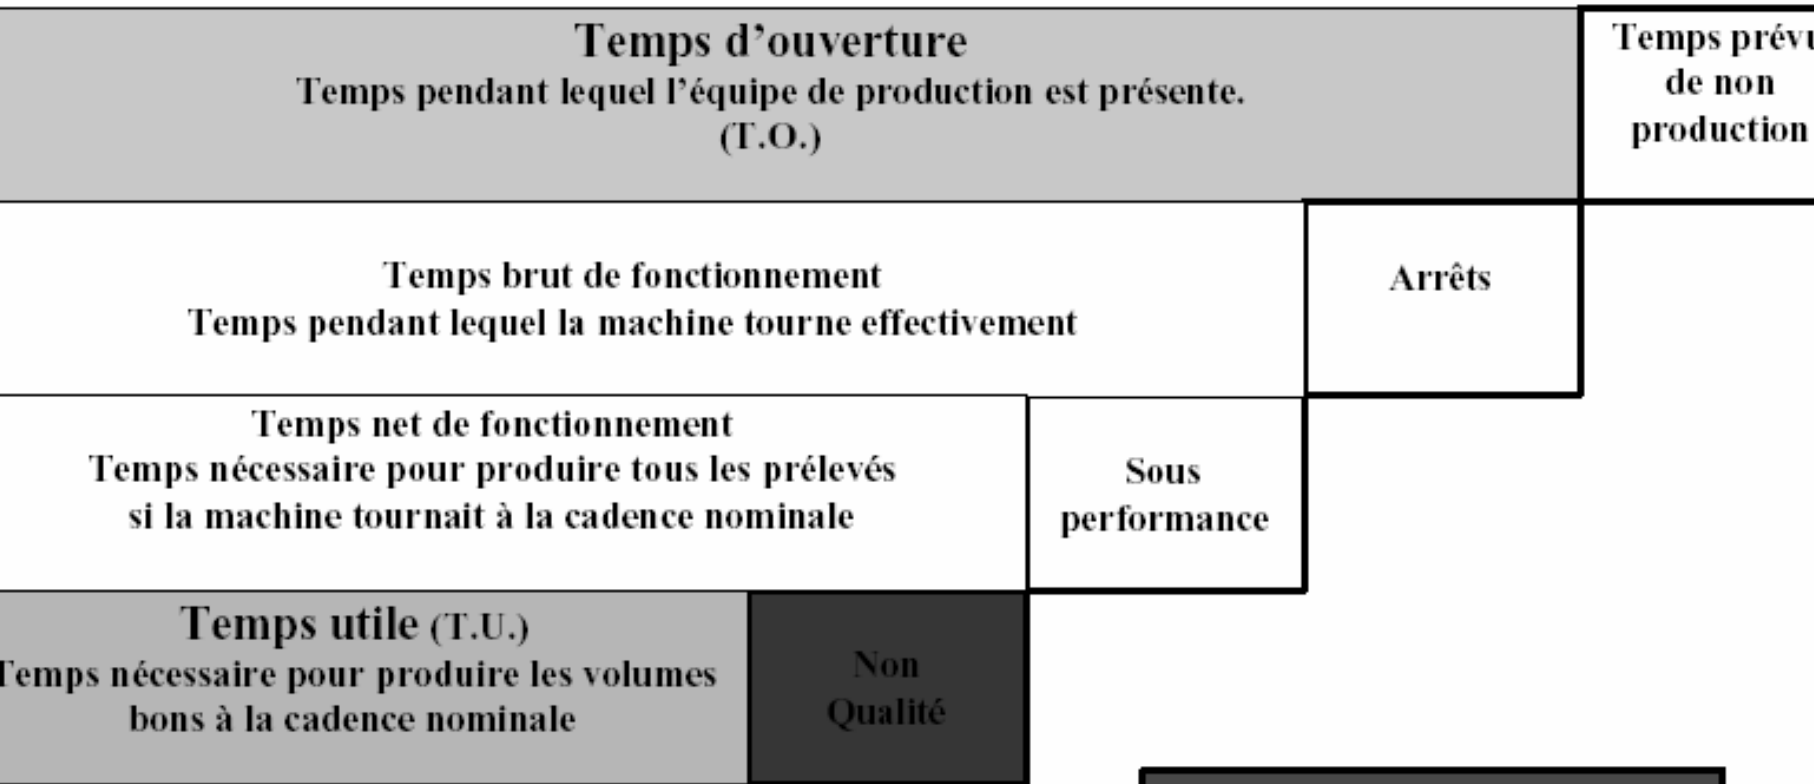 Temps d’ouverture
Temps pendant lequel l’équipe de production est présente.
(T.O.)
Temps prévu
de non
production
Temps brut de fonctionnement
Temps pendant lequel la machine tourne effectivement
Arrêts
Temps net de fonctionnement
Temps nécessaire pour produire tous les prélevés
si la machine tournait à la cadence nominale
Sous
performance
Temps utile (T.U.)
Temps nécessaire pour produire les volumes
bons à la cadence nominale
Non
Qualité